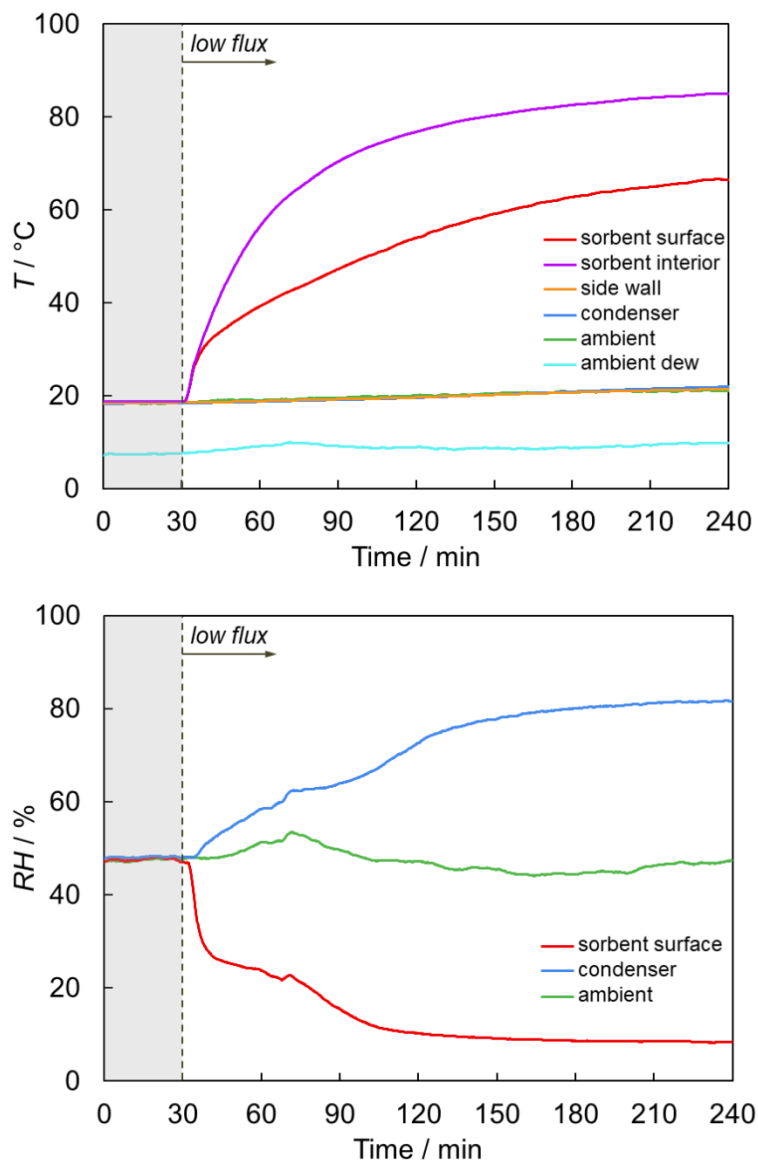 100
80
60
40
20
0
T / °C
low flux
sorbent surface
sorbent interior
side wall
condenser
ambient
ambient dew
0 30 60 90 120 150 180 210 240
Time / min
100
80
60
40
20
0
RH / %
low flux
sorbent surface
condenser
ambient
0 30 60 90 120 150 180 210 240
Time / min